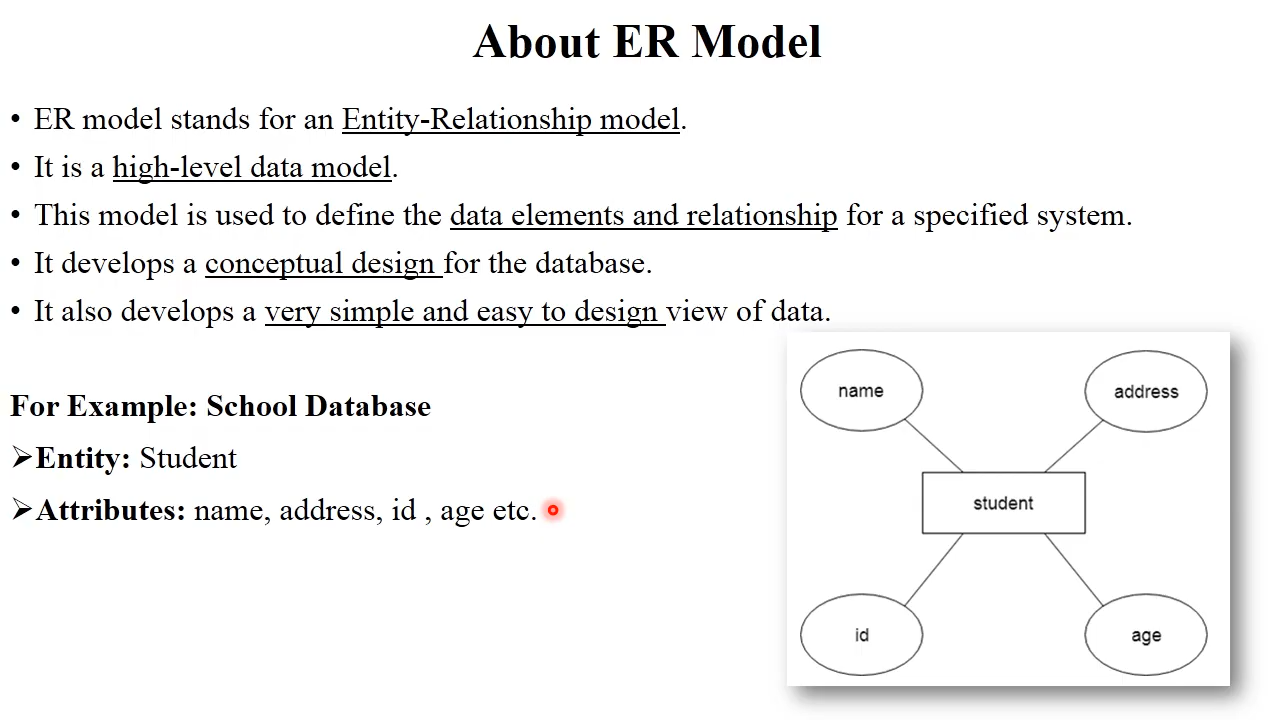 About ER Model
• ER model stands for an Entity-Relationship model.
• It is a high-level data model.
• This model is used to define the data elements and relationship for a specified system.
• It develops a conceptual design for the database.
• It also develops a very simple and easy to design view of data.
For Example: School Database
➢Entity: Student
➢Attributes: name, address, id , age etc.
name
address
student
id
age